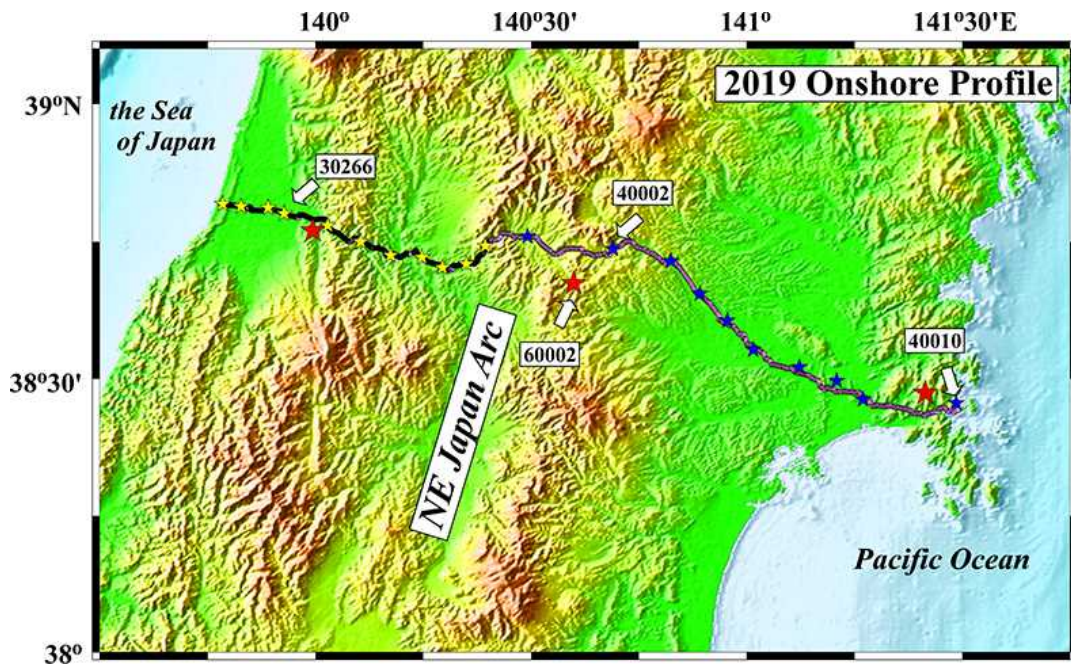 140° 140°30' 141° 141°30'E
2019 Onshore Profile
39°N
the Sea
of Japan
30266
40002
60002
40010
38°30'
NE Japan Arc
Pacific Ocean
38°